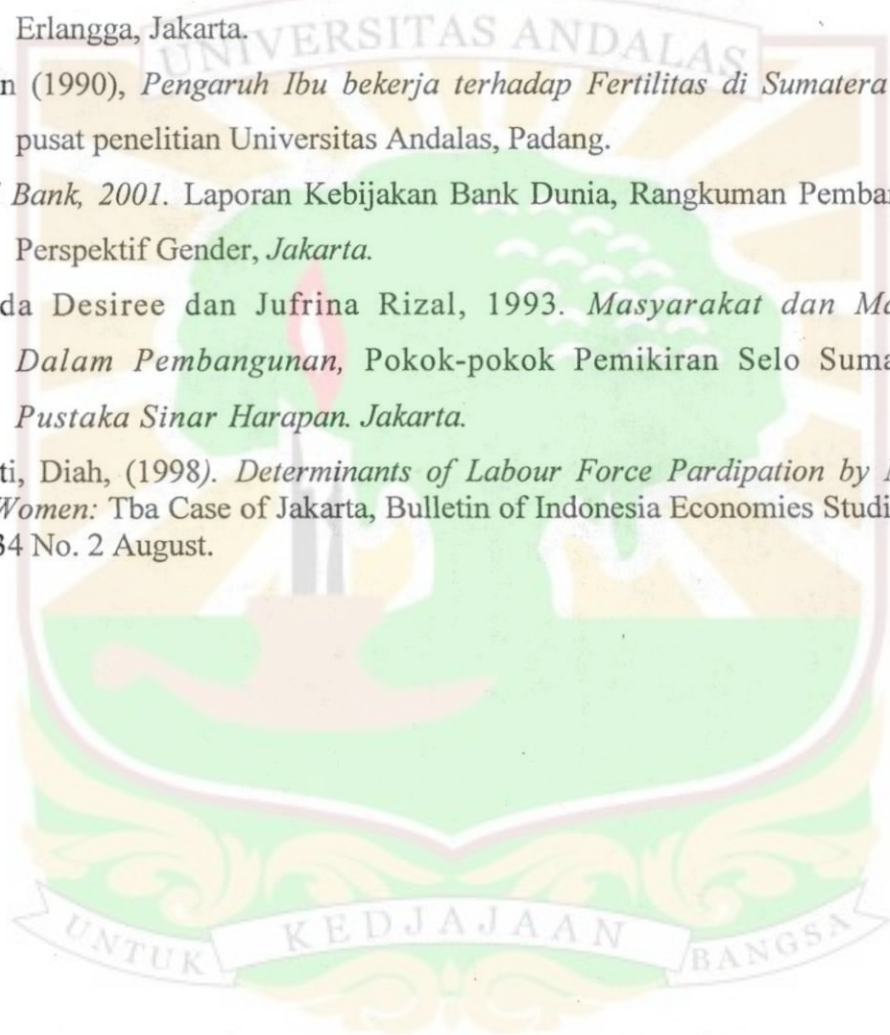 Erlangga, Jakarta.
UNIVERSITAS ANDALAS
n (1990), Pengaruh Ibu bekerja terhadap Fertilitas di Sumatera
pusat penelitian Universitas Andalas, Padang.
Bank, 2001. Laporan Kebijakan Bank Dunia, Rangkuman Pemba
Perspektif Gender, Jakarta.
da Desiree dan Jufrina Rizal, 1993. Masyarakat dan M
Dalam Pembangunan, Pokok-pokok Pemikiran Selo Suma
Pustaka Sinar Harapan. Jakarta.
ti, Diah, (1998). Determinants of Labour Force Pardipation by
Women: Tba Case of Jakarta, Bulletin of Indonesia Economies Studi
34 No. 2 August.
UNTUK KEDJAJAAN BANGSA